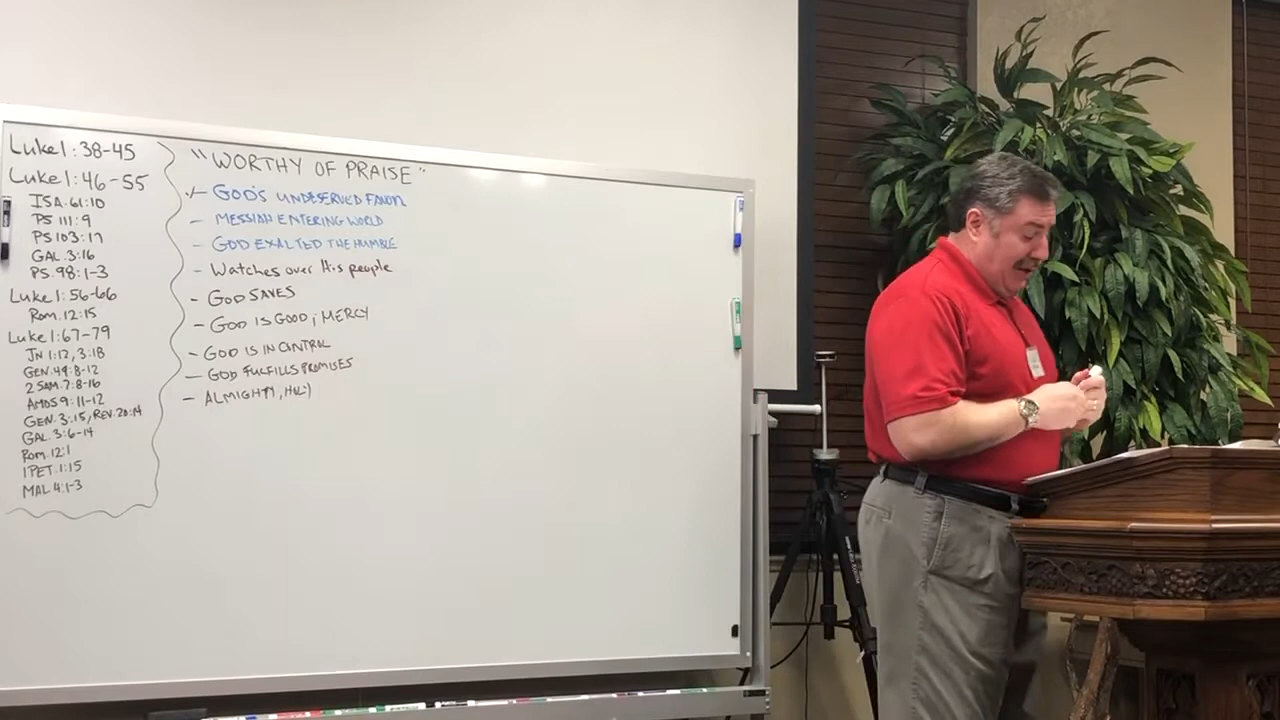 Luke 1:38-45
Luke 1:46-55
ISA. 61:10
PS 111:9
PS 103:17
GAL. 3:16
PS. 98:1-3
Luke 1:56-66
Rom. 12:15
Luke 1:67-79
JN 1:12, 3:18
GEN. 49:8-12
2 SAM. 7:8-16
AMOS 9:11-12
GEN. 3:15, REV. 20:14
GAL. 3:6-14
Rom. 12:1
1 PET. 1:15
MAL. 4:1-3
"WORTHY OF PRAISE"
- GOD'S UNDESERVED FAVOR
- MESSIAH ENTERING WORLD
- GOD EXALTED THE HUMBLE
- Watches over His people
- GOD SAVES
- GOD IS GOOD, MERCY
- GOD IS IN CONTROL
- GOD FULFILLS PROMISES
- ALMIGHTY,